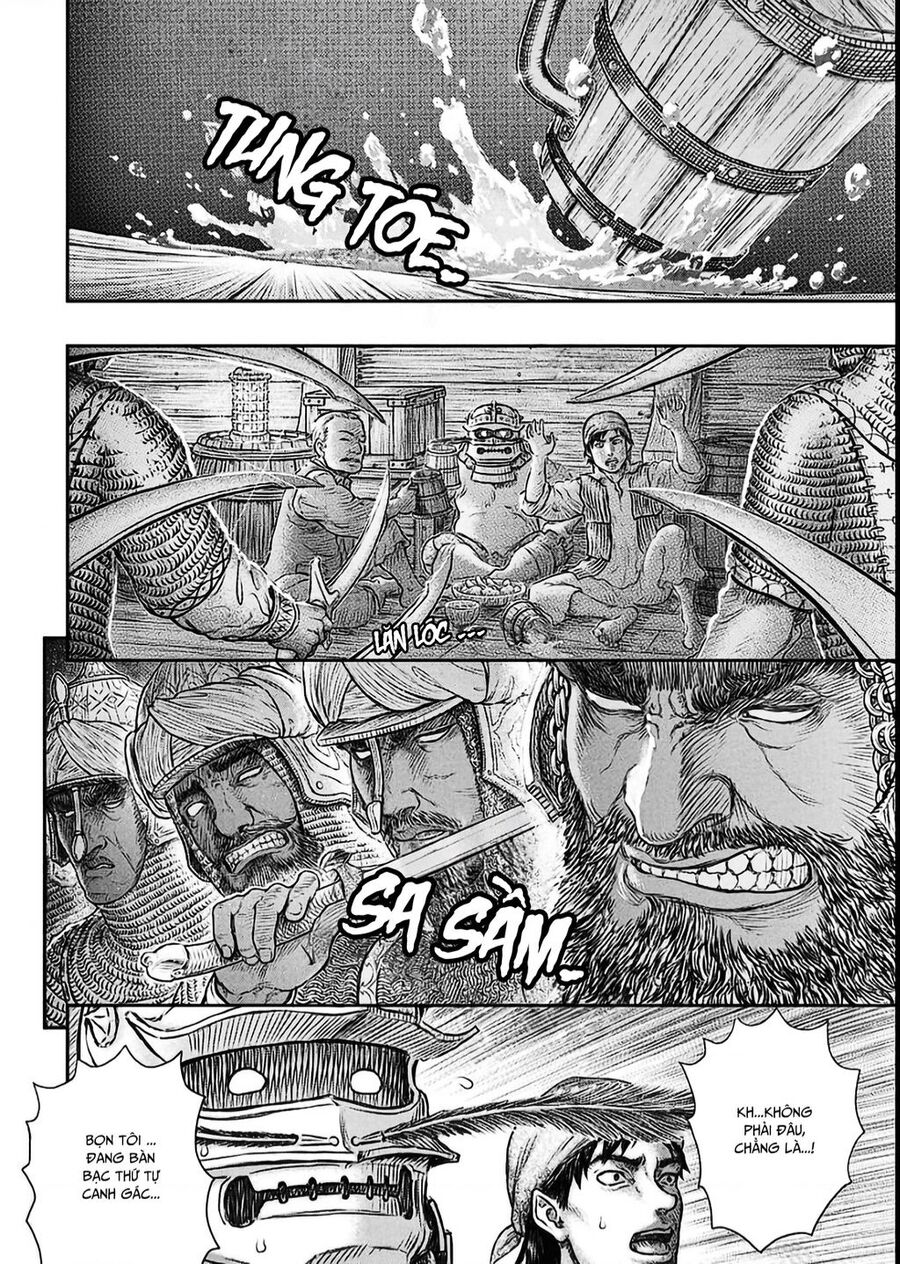 TUNG
TÓE..
LĂN LÔC ...
SA SẦM..
KH...KHÔNG
PHẢI ĐÂU,
CHẲNG LÀ...!
BỌN TÔI ...
ĐANG BÀN
BẠC THỨ TỰ
CANH GÁC...